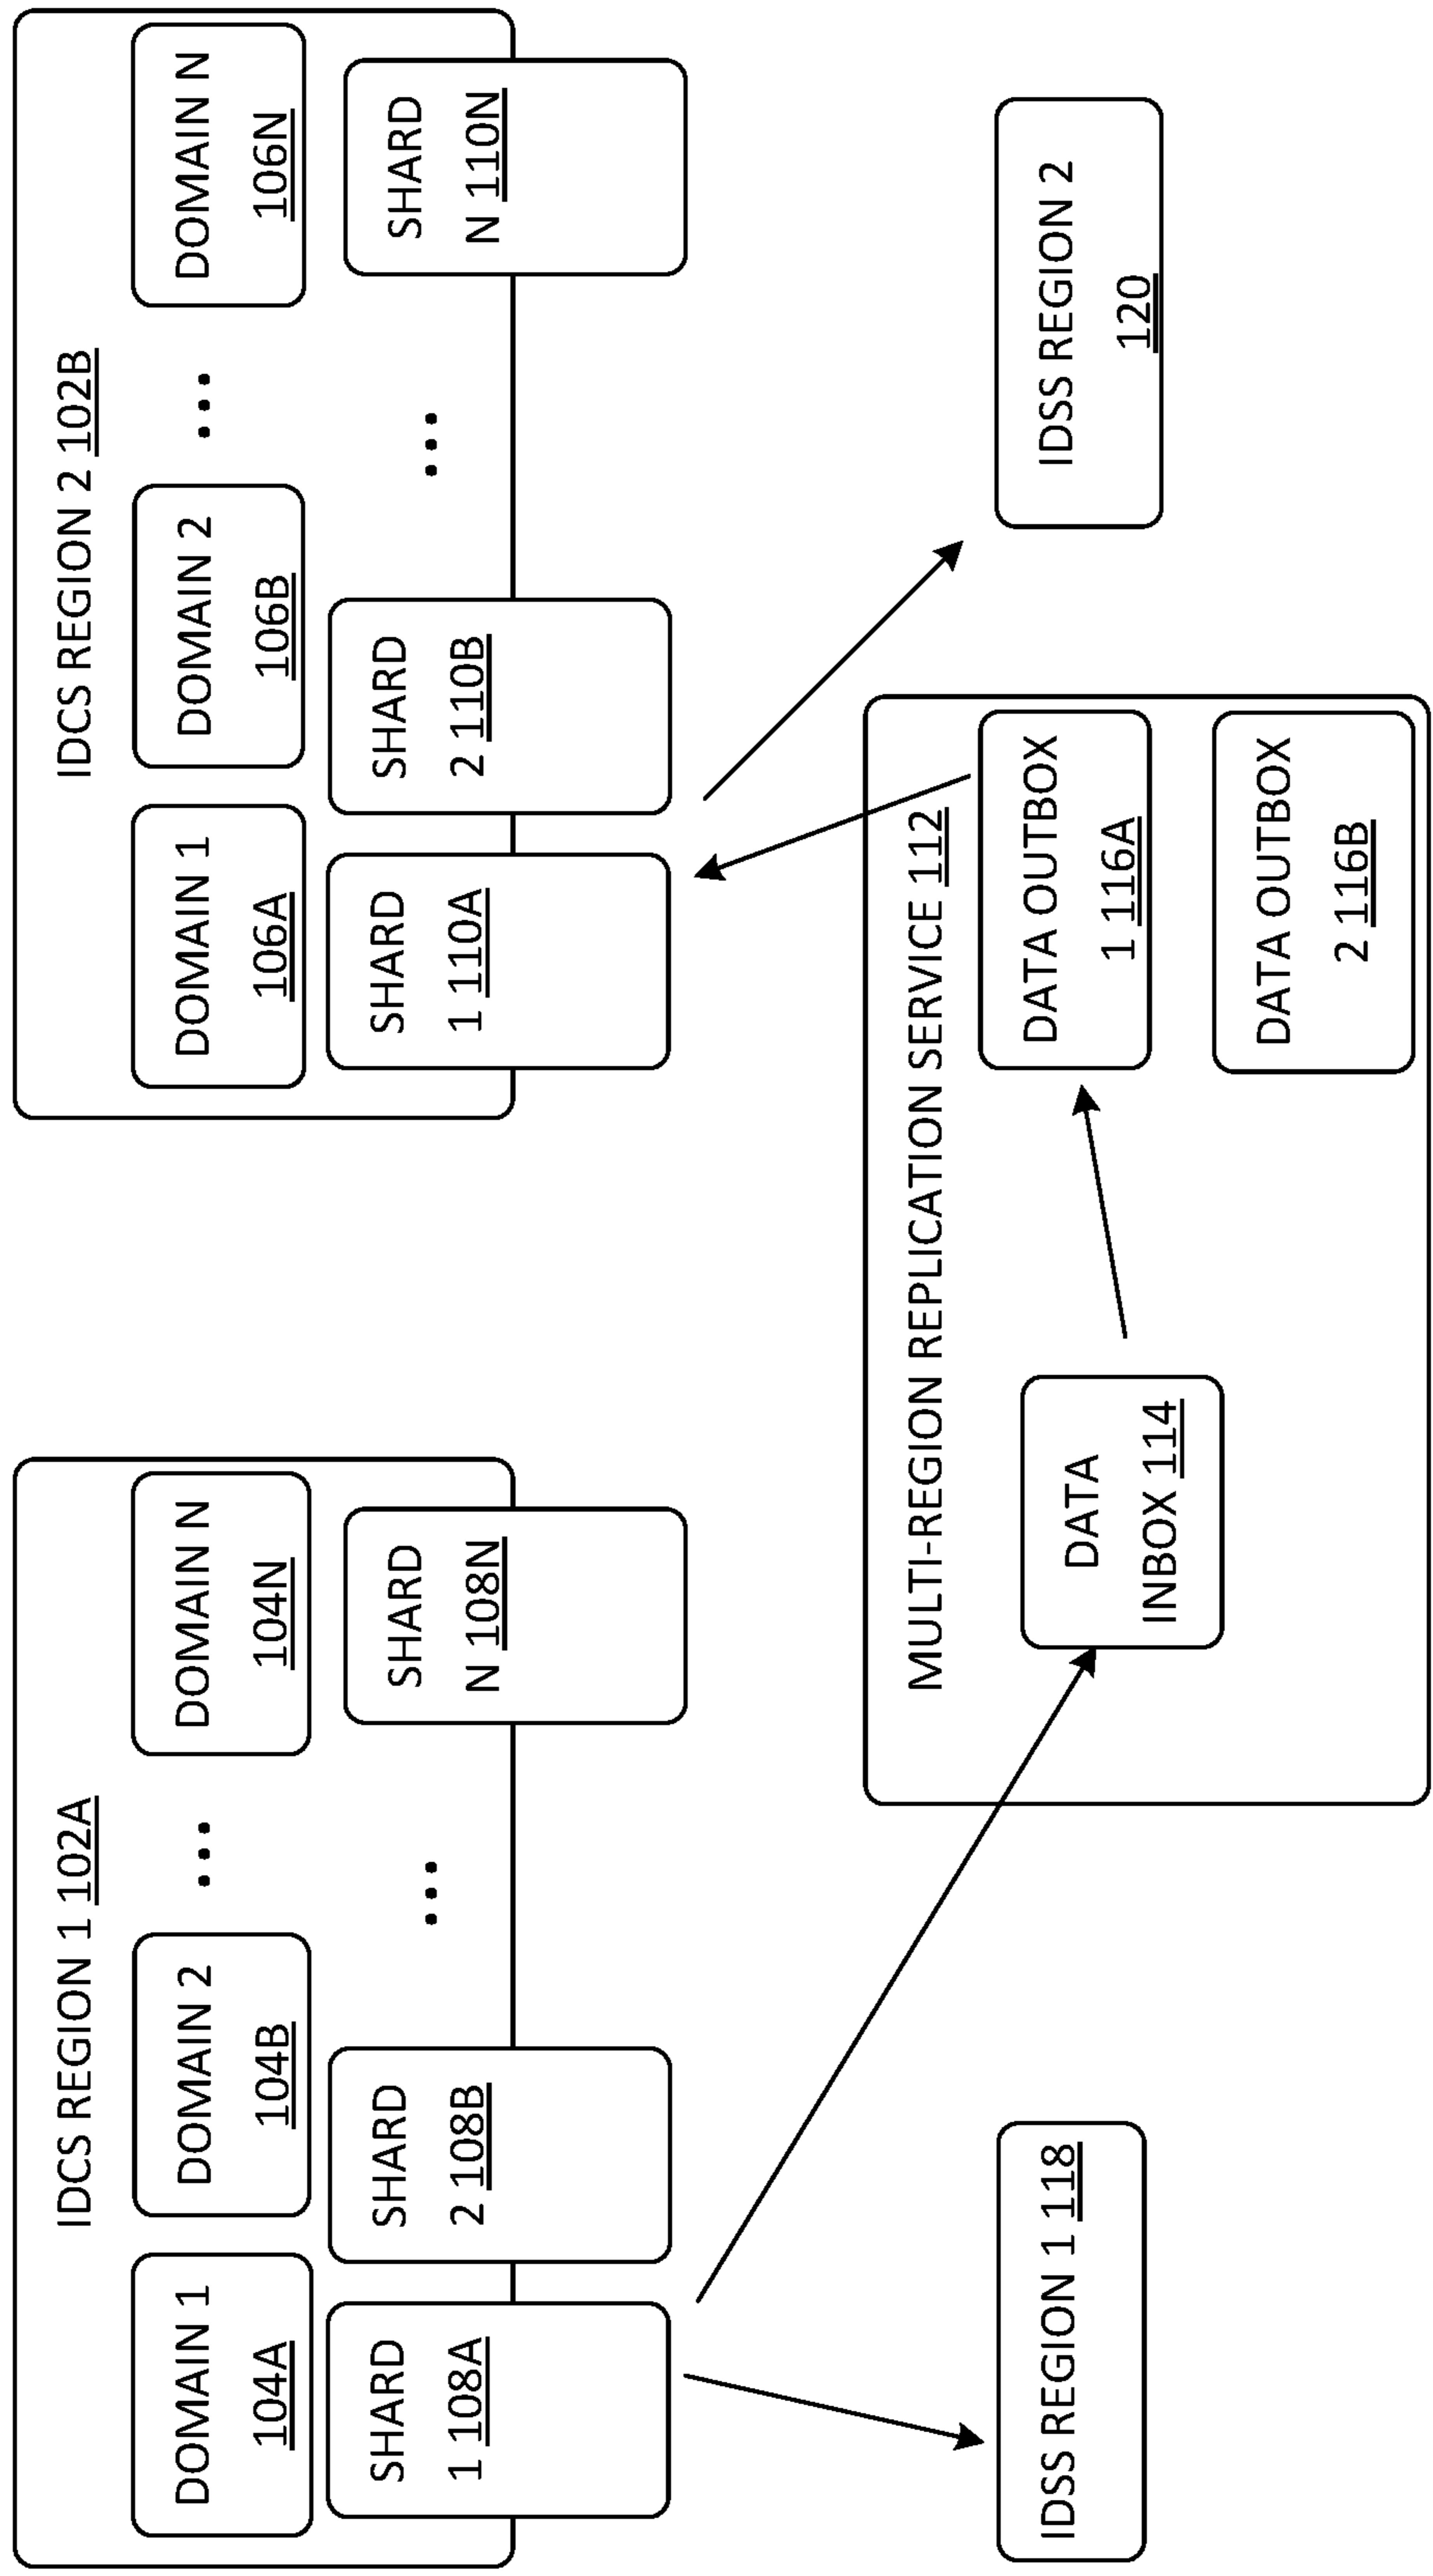 IDCS REGION 1 102A
DOMAIN 1
104A
DOMAIN 2
104B
...
DOMAIN N
104N
SHARD
1 108A
SHARD
2 108B
...
SHARD
N 108N
IDCS REGION 2 102B
DOMAIN 1
106A
DOMAIN 2
106B
...
DOMAIN N
106N
SHARD
1 110A
SHARD
2 110B
...
SHARD
N 110N
IDSS REGION 1 118
MULTI-REGION REPLICATION SERVICE 112
DATA
INBOX 114
DATA OUTBOX
1 116A
DATA OUTBOX
2 116B
IDSS REGION 2
120